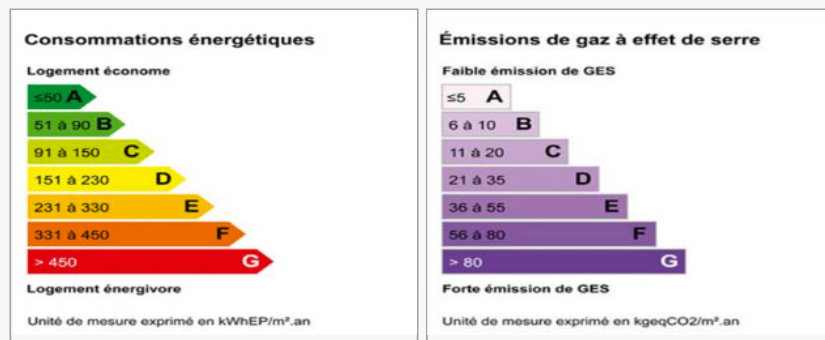 Consommations énergétiques
Logement économe
≤50 A
51 à 90 B
91 à 150 C
151 à 230 D
231 à 330 E
331 à 450 F
> 450 G
Logement énergivore
Unité de mesure exprimé en kWhEP/m².an
Émissions de gaz à effet de serre
Faible émission de GES
≤5 A
6 à 10 B
11 à 20 C
21 à 35 D
36 à 55 E
56 à 80 F
> 80 G
Forte émission de GES
Unité de mesure exprimé en kgeqCO2/m².an